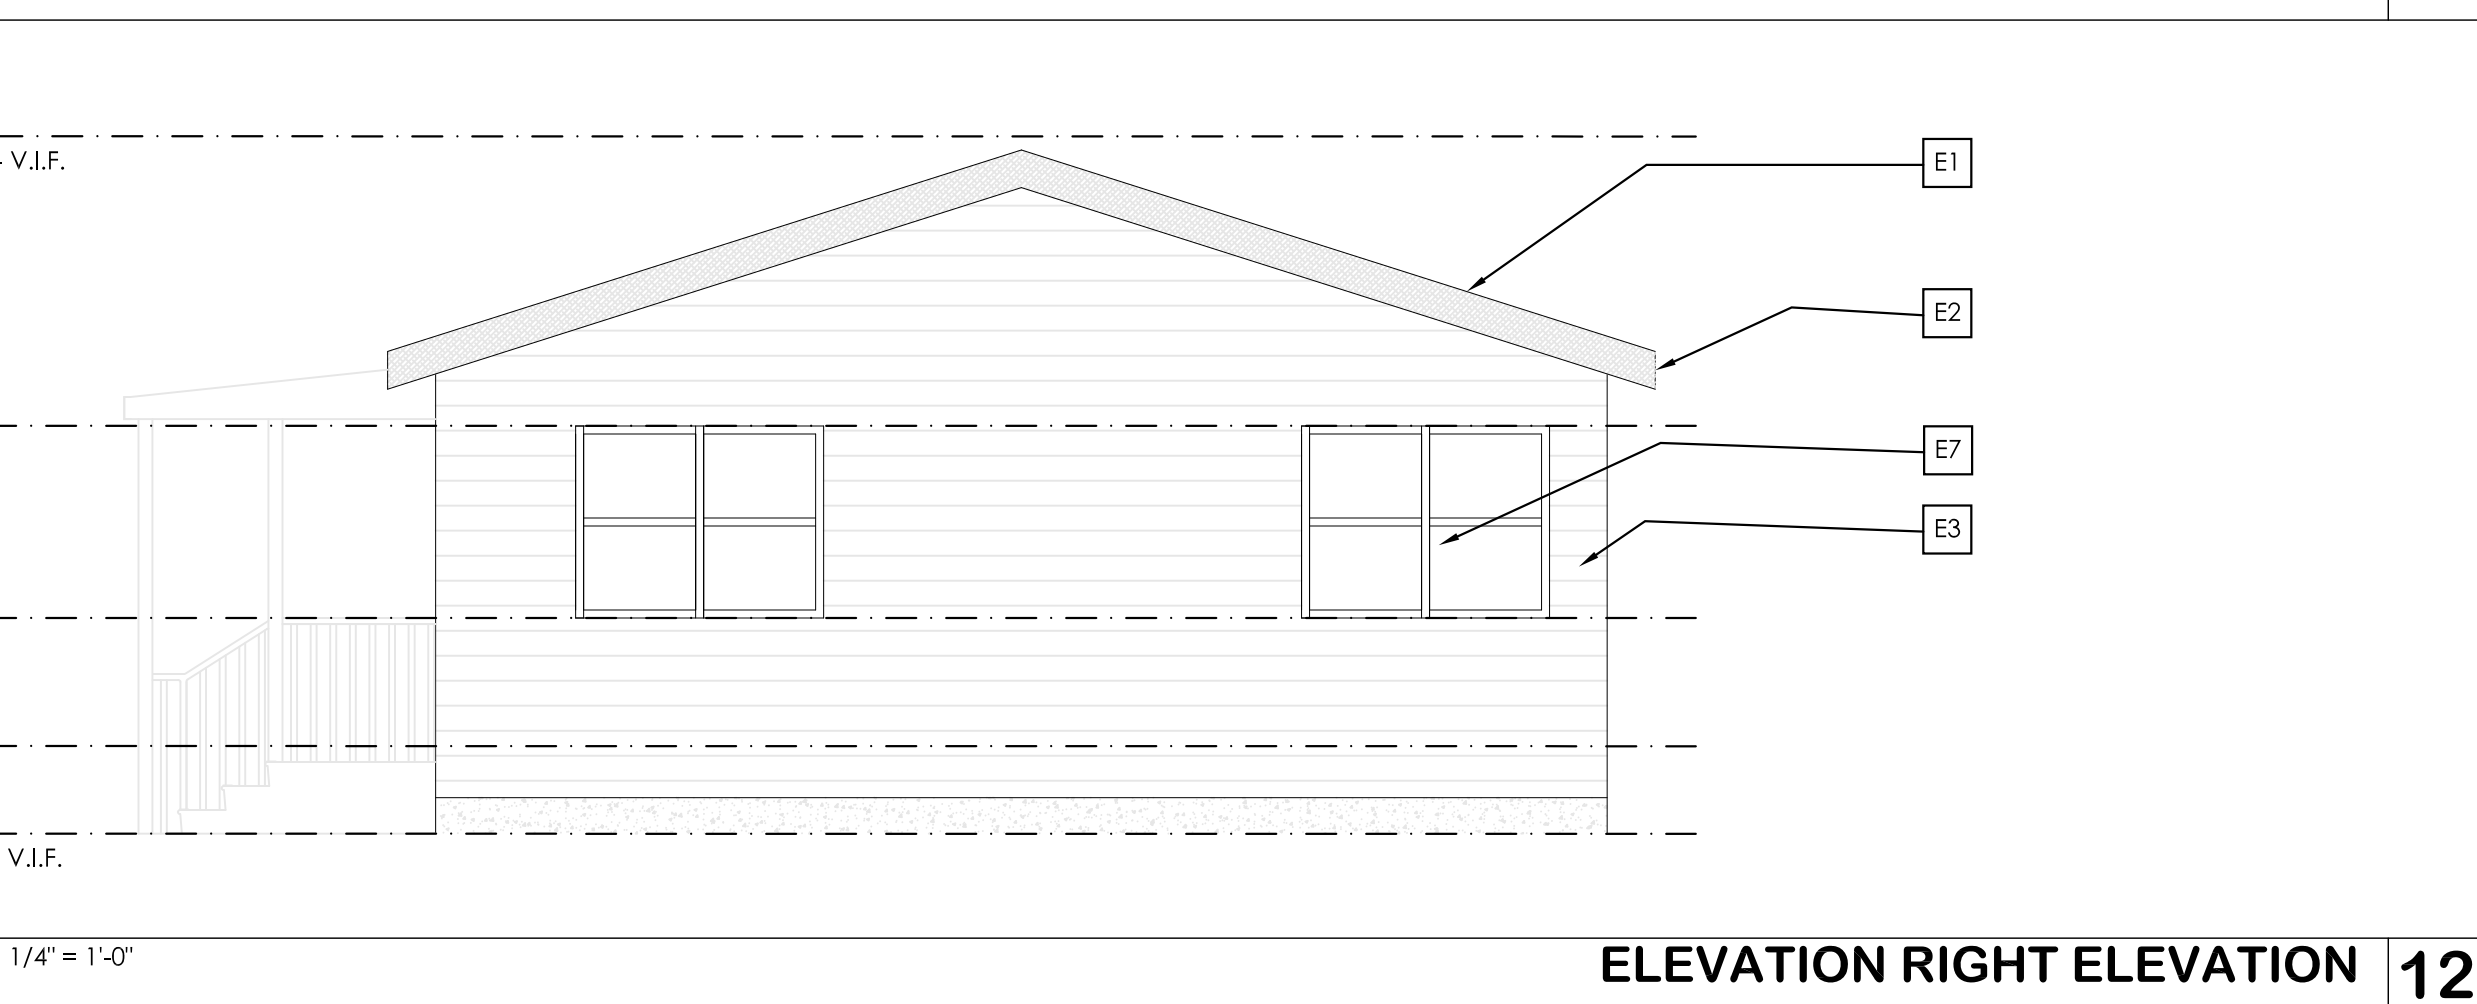 V.I.F.
E1
E2
E7
E3
V.I.F.
1/4" = 1'-0"
ELEVATION RIGHT ELEVATION
12